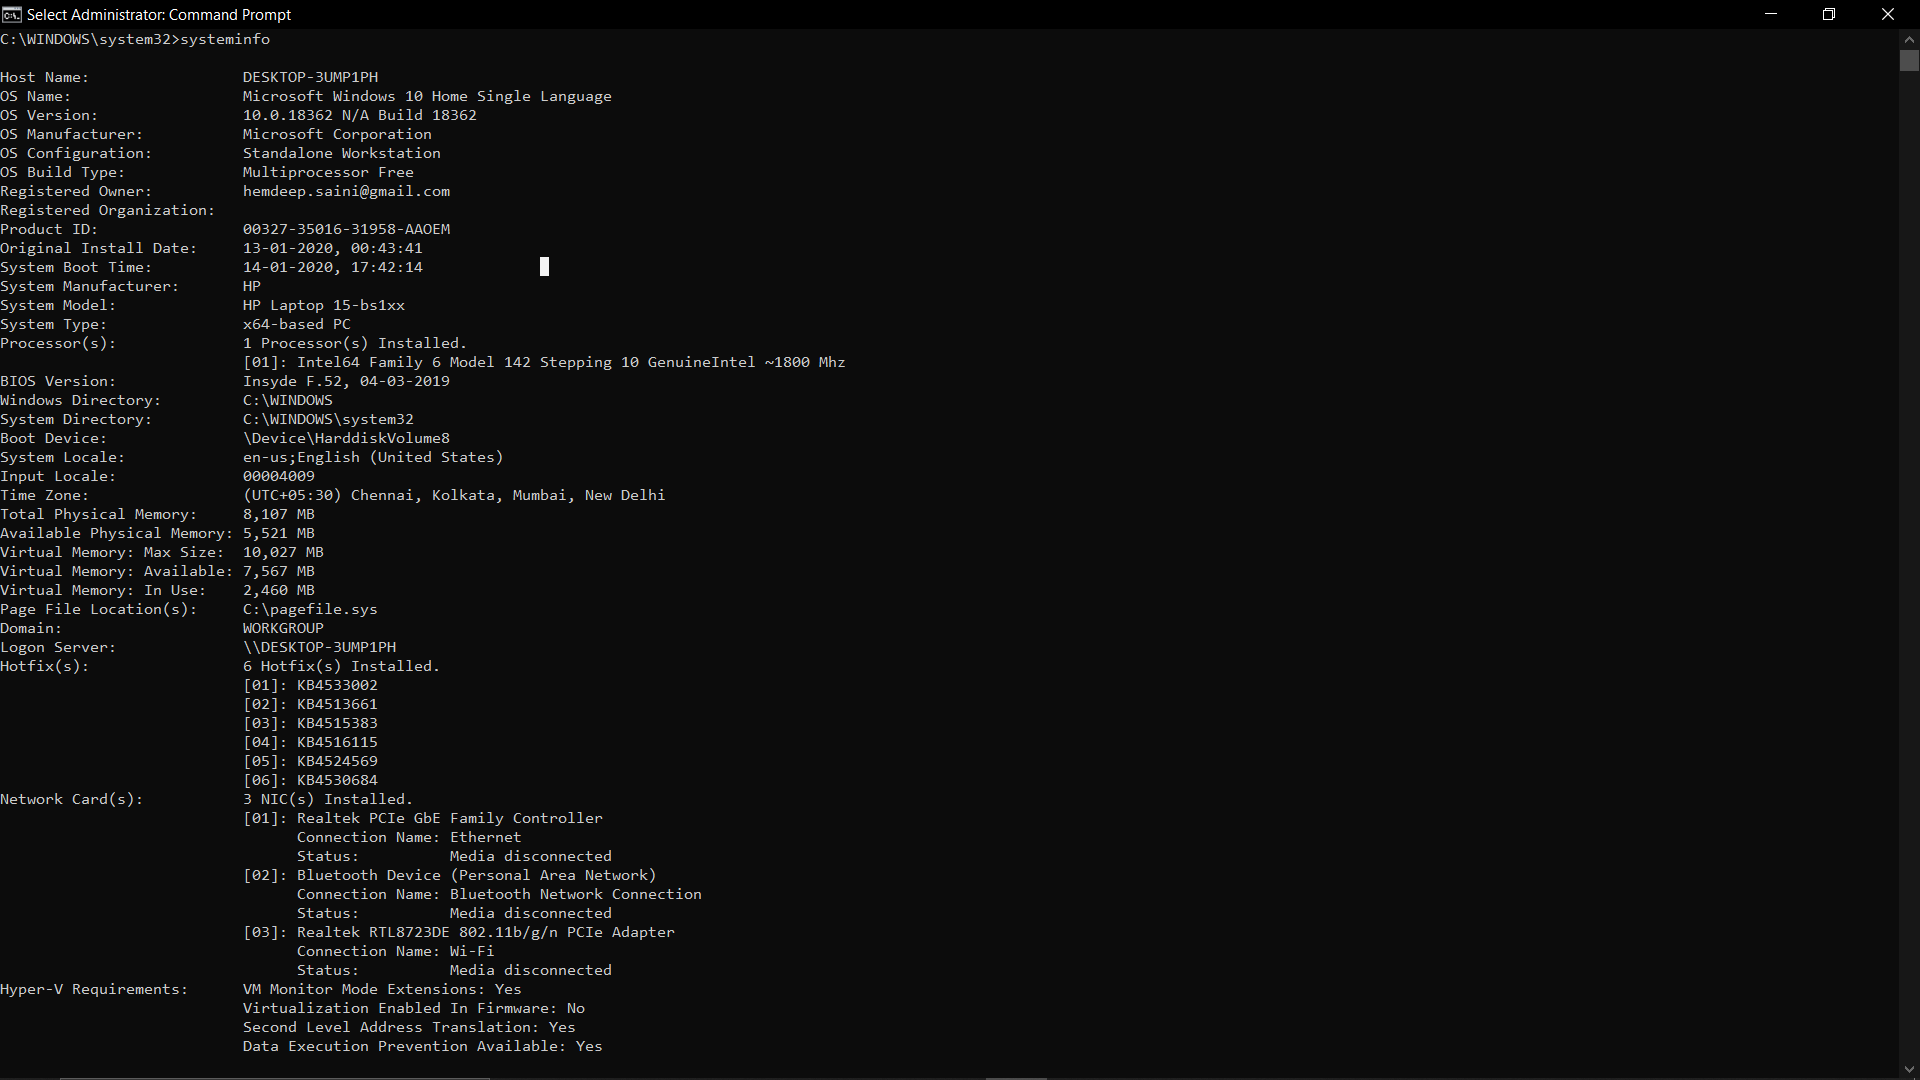 Select Administrator: Command Prompt
C:\WINDOWS\system32>systeminfo
Host Name: DESKTOP-3UMP1PH
OS Name: Microsoft Windows 10 Home Single Language
OS Version: 10.0.18362 N/A Build 18362
OS Manufacturer: Microsoft Corporation
OS Configuration: Standalone Workstation
OS Build Type: Multiprocessor Free
Registered Owner: hemdeep.saini@gmail.com
Registered Organization:
Product ID: 00327-35016-31958-AAOEM
Original Install Date: 13-01-2020, 00:43:41
System Boot Time: 14-01-2020, 17:42:14
System Manufacturer: HP
System Model: HP Laptop 15-bs1xx
System Type: x64-based PC
Processor(s): 1 Processor(s) Installed.
[01]: Intel64 Family 6 Model 142 Stepping 10 GenuineIntel ~1800 Mhz
BIOS Version: Insyde F.52, 04-03-2019
Windows Directory: C:\WINDOWS
System Directory: C:\WINDOWS\system32
Boot Device: \Device\HarddiskVolume8
System Locale: en-us;English (United States)
Input Locale: 00004009
Time Zone: (UTC+05:30) Chennai, Kolkata, Mumbai, New Delhi
Total Physical Memory: 8,107 MB
Available Physical Memory: 5,521 MB
Virtual Memory: Max Size: 10,027 MB
Virtual Memory: Available: 7,567 MB
Virtual Memory: In Use: 2,460 MB
Page File Location(s): C:\pagefile.sys
Domain: WORKGROUP
Logon Server: \\DESKTOP-3UMP1PH
Hotfix(s): 6 Hotfix(s) Installed.
[01]: KB4533002
[02]: KB4513661
[03]: KB4515383
[04]: KB4516115
[05]: KB4524569
[06]: KB4530684
Network Card(s): 3 NIC(s) Installed.
[01]: Realtek PCIe GbE Family Controller
Connection Name: Ethernet
Status: Media disconnected
[02]: Bluetooth Device (Personal Area Network)
Connection Name: Bluetooth Network Connection
Status: Media disconnected
[03]: Realtek RTL8723DE 802.11b/g/n PCIe Adapter
Connection Name: Wi-Fi
Status: Media disconnected
Hyper-V Requirements: VM Monitor Mode Extensions: Yes
Virtualization Enabled In Firmware: No
Second Level Address Translation: Yes
Data Execution Prevention Available: Yes